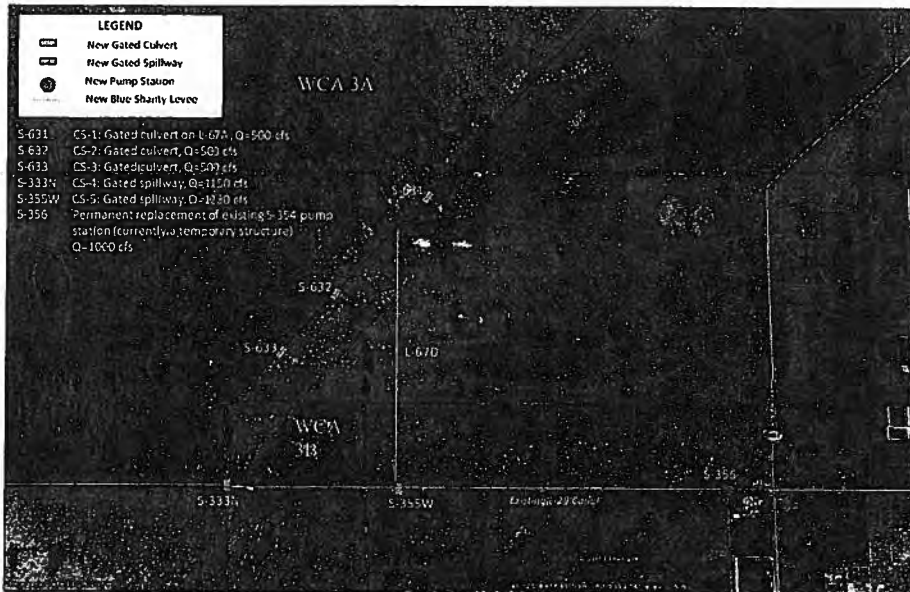 LEGEND
New Gated Culvert
New Gated Spillway
New Pump Station
New Blue Shanty Levee
WCA 3A
S-631 CS-1: Gated culvert on L-67A, Q=500 cfs
S-632 CS-2: Gated culvert, Q=500 cfs
S-633 CS-3: Gated culvert, Q=500 cfs
S-333N CS-4: Gated spillway, Q=1150 cfs
S-355W CS-5: Gated spillway, Q=1230 cfs
S-356 Permanent replacement of existing S-354 pump
station (currently a temporary structure)
Q=1000 cfs
S-631
S-632
S-633
L-67D
WCA
3B
S-356
S-333N
S-355W